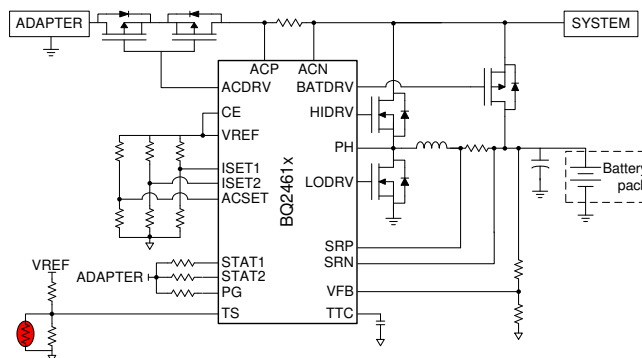 ADAPTER
SYSTEM
ACP
ACN
ACDRV
BATDRV
CE
HIDRV
VREF
PH
ISET1
ISET2
LODRV
ACSET
BQ2461x
Battery
pack
SRP
STAT1
SRN
ADAPTER
STAT2
VREF
PG
VFB
TS
TTC